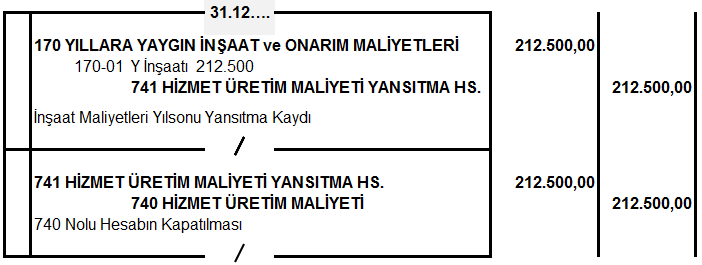 31.12....
170 YILLARA YAYGIN İNŞAAT ve ONARIM MALİYETLERİ 212.500,00
170-01 Y İnşaatı 212.500
741 HİZMET ÜRETİM MALİYETİ YANSITMA HS. 212.500,00
İnşaat Maliyetleri Yılsonu Yansıtma Kaydı
/
741 HİZMET ÜRETİM MALİYETİ YANSITMA HS. 212.500,00
740 HİZMET ÜRETİM MALİYETİ 212.500,00
740 Nolu Hesabın Kapatılması
/